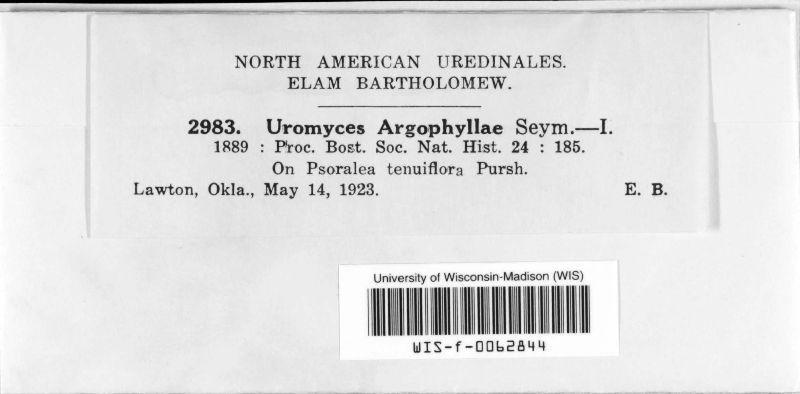 NORTH AMERICAN UREDINALES.
ELAM BARTHOLOMEW.
2983. Uromyces Argophyllae Seym.—I.
1889 : Proc. Bost. Soc. Nat. Hist. 24 : 185.
On Psoralea tenuiflora Pursh.
Lawton, Okla., May 14, 1923. E. B.
University of Wisconsin-Madison (WIS)
WIS-f-0062844